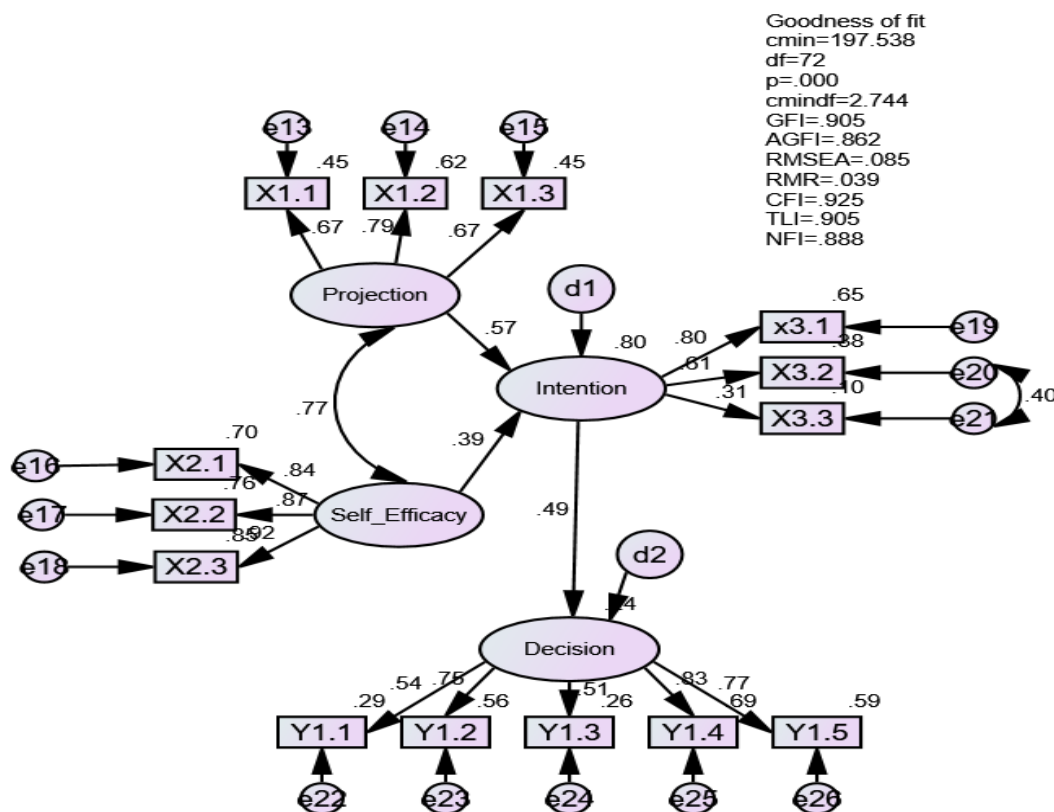 Goodness of fit
cmin=197.538
df=72
p=.000
cmindf=2.744
GFI=.905
AGFI=.862
RMSEA=.085
RMR=.039
CFI=.925
TLI=.905
NFI=.888
e13
e14
e15
.45
.62
.45
X1.1
X1.2
X1.3
.67
.79
.67
Projection
d1
.57
.80
Intention
.80
.61
.31
.65
x3.1
e19
.38
X3.2
e20
.10
X3.3
e21
.40
.77
.39
.70
e16
X2.1
.84
.76
e17
X2.2
.87
Self_Efficacy
.85
.92
e18
X2.3
.49
d2
Decision
.54
.75
.51
.83
.77
.29
.56
.26
.69
.59
Y1.1
Y1.2
Y1.3
Y1.4
Y1.5
e22
e23
e24
e25
e26